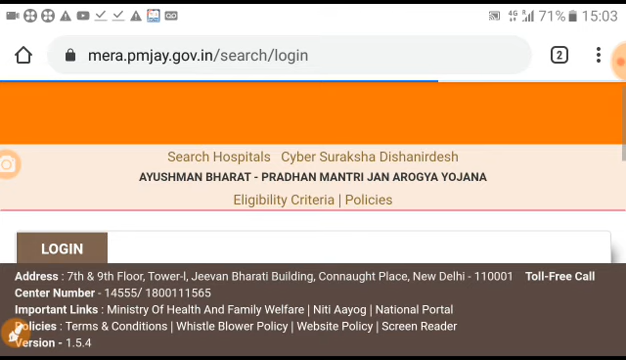 4G 71% 15:03
mera.pmjay.gov.in/search/login 2
Search Hospitals Cyber Suraksha Dishanirdesh
AYUSHMAN BHARAT - PRADHAN MANTRI JAN AROGYA YOJANA
Eligibility Criteria | Policies
LOGIN
Address : 7th & 9th Floor, Tower-l, Jeevan Bharati Building, Connaught Place, New Delhi - 110001 Toll-Free Call
Center Number - 14555/ 1800111565
Important Links : Ministry Of Health And Family Welfare | Niti Aayog | National Portal
Policies : Terms & Conditions | Whistle Blower Policy | Website Policy | Screen Reader
Version - 1.5.4